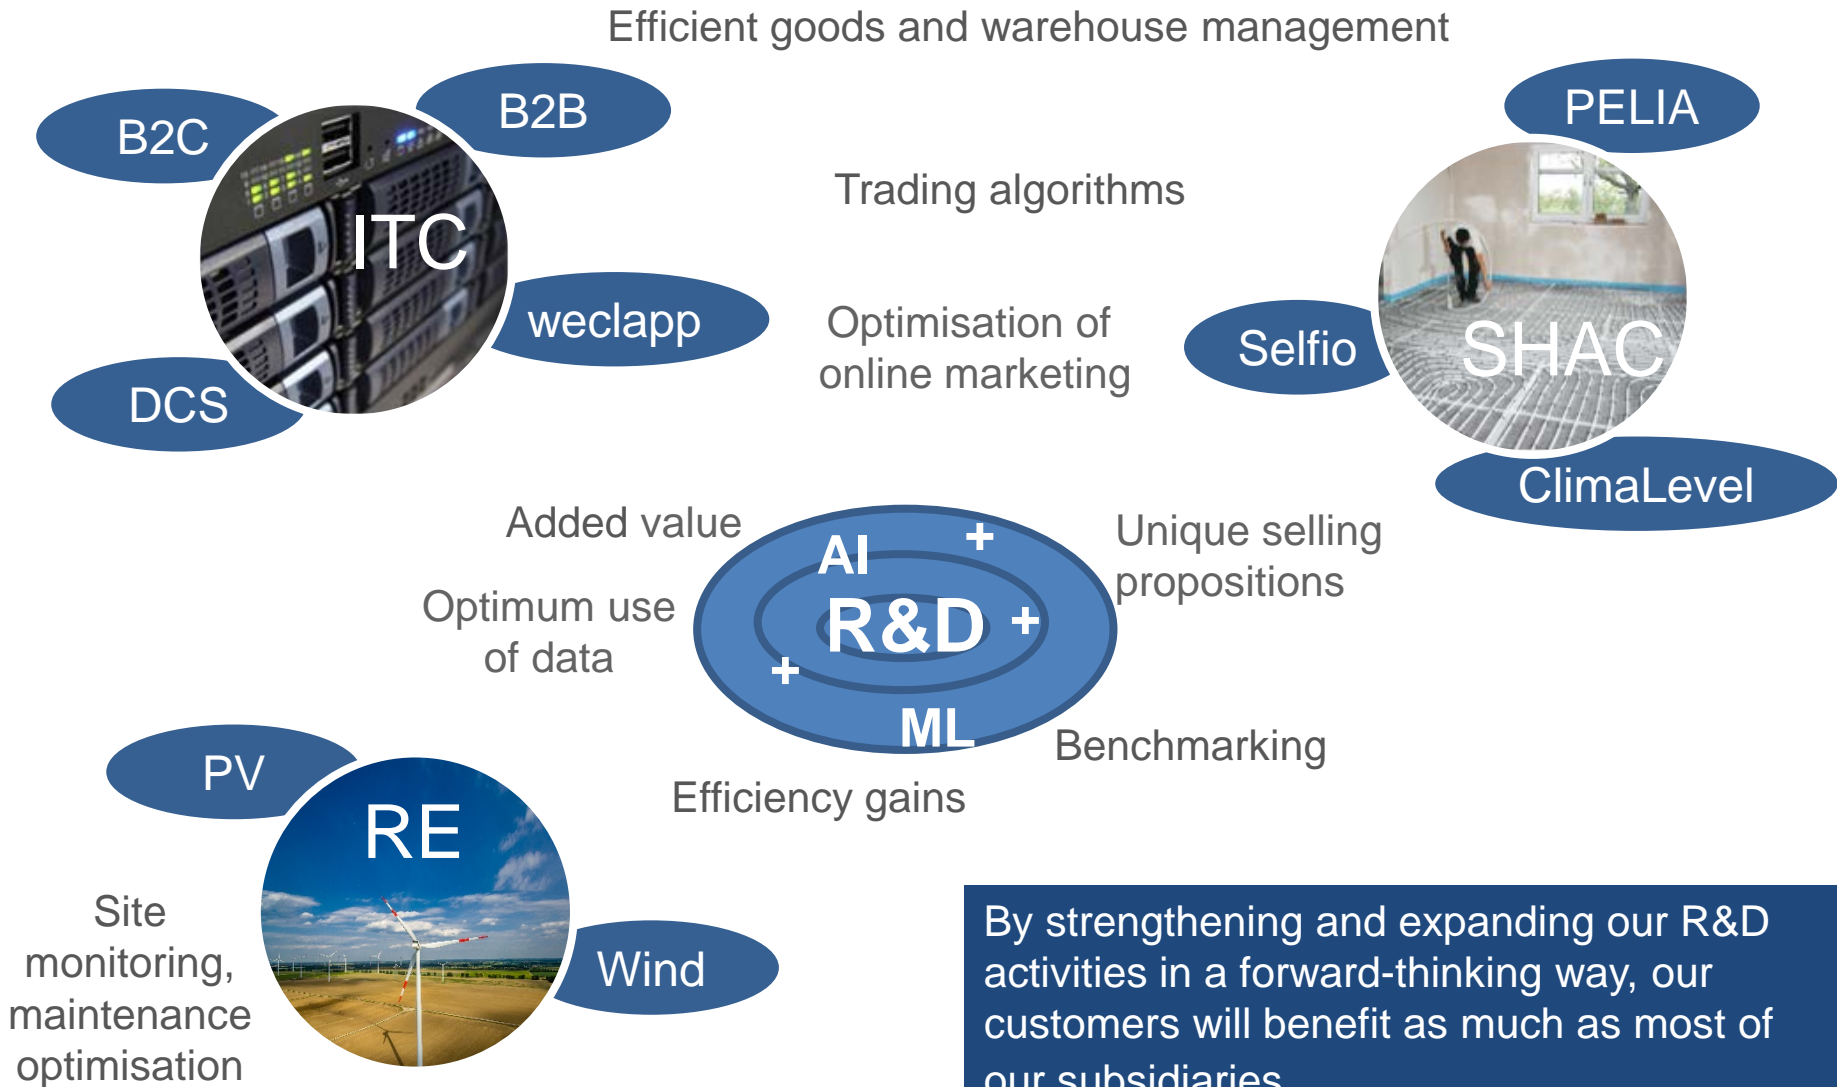 Efficient goods and warehouse management
B2C
B2B
PELIA
ITC
Trading algorithms
weclapp
Optimisation of
online marketing
Selfio
SHAC
DCS
ClimaLevel
Added value
AI
+
Unique selling
propositions
Optimum use
of data
R&D
+
+
ML
Benchmarking
PV
Efficiency gains
RE
Site
monitoring,
maintenance
optimisation
Wind
By strengthening and expanding our R&D
activities in a forward-thinking way, our
customers will benefit as much as most of
our subsidiaries